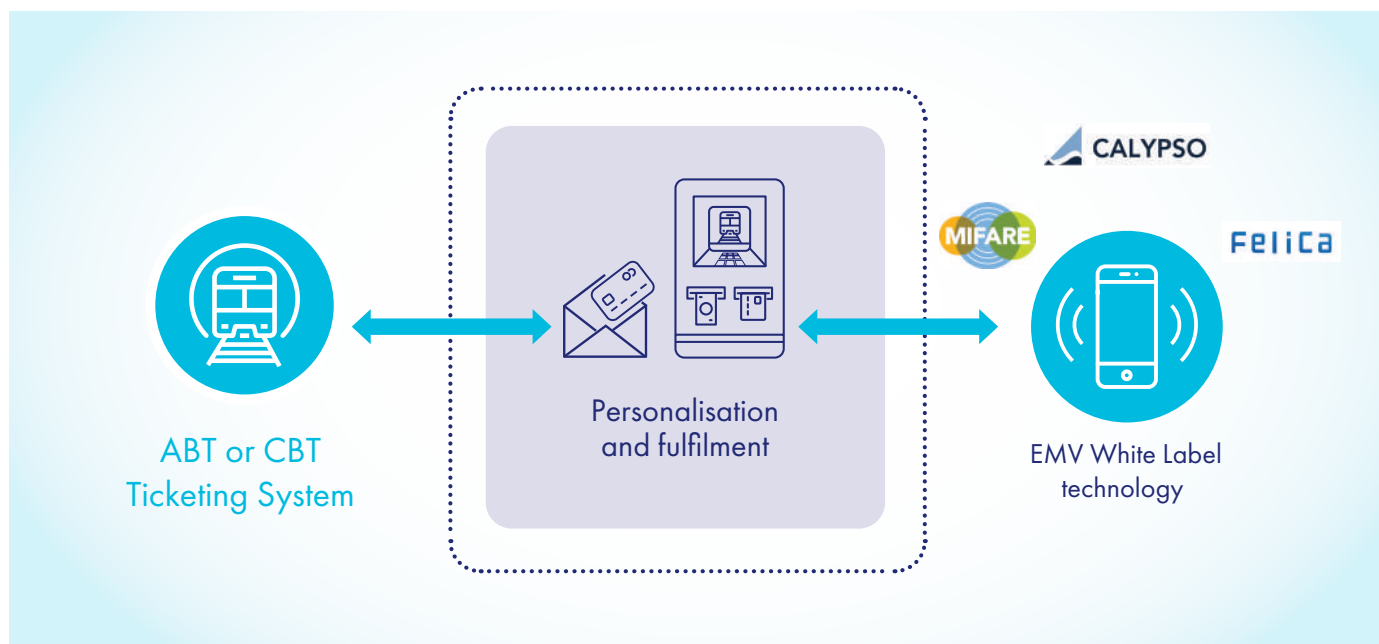 CALYPSO
MIFARE
FeliCa
Personalisation
and fulfilment
ABT or CBT
Ticketing System
EMV White Label
technology